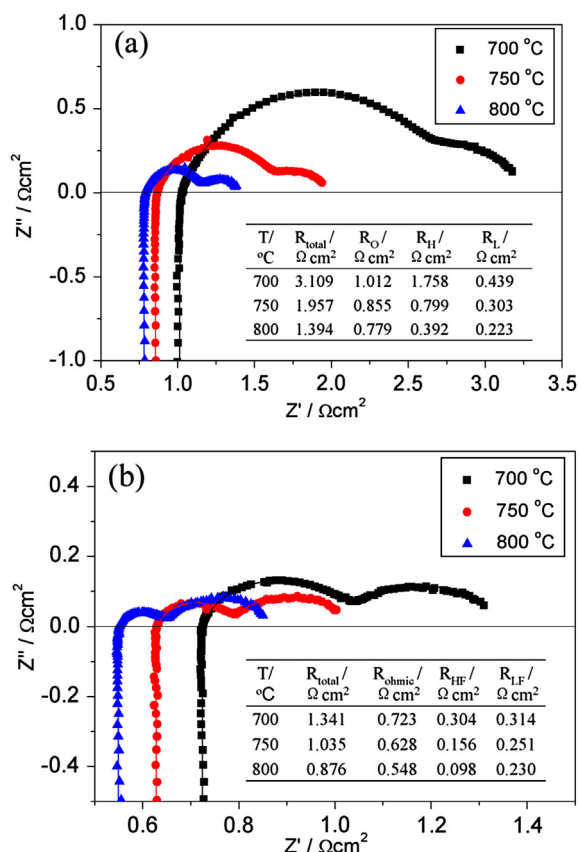 (a)
700 °C
750 °C
800 °C
Z'' / Ωcm²
1.0
0.5
0.0
-0.5
-1.0
T/ R_total / R_O / R_H / R_L /
°C Ω cm² Ω cm² Ω cm² Ω cm²
700 3.109 1.012 1.758 0.439
750 1.957 0.855 0.799 0.303
800 1.394 0.779 0.392 0.223
0.5 1.0 1.5 2.0 2.5 3.0 3.5
Z' / Ωcm²
(b)
700 °C
750 °C
800 °C
Z'' / Ωcm²
0.4
0.2
0.0
-0.2
-0.4
T/ R_total / R_ohmic / R_HF / R_LF /
°C Ω cm² Ω cm² Ω cm² Ω cm²
700 1.341 0.723 0.304 0.314
750 1.035 0.628 0.156 0.251
800 0.876 0.548 0.098 0.230
0.6 0.8 1.0 1.2 1.4
Z' / Ωcm²